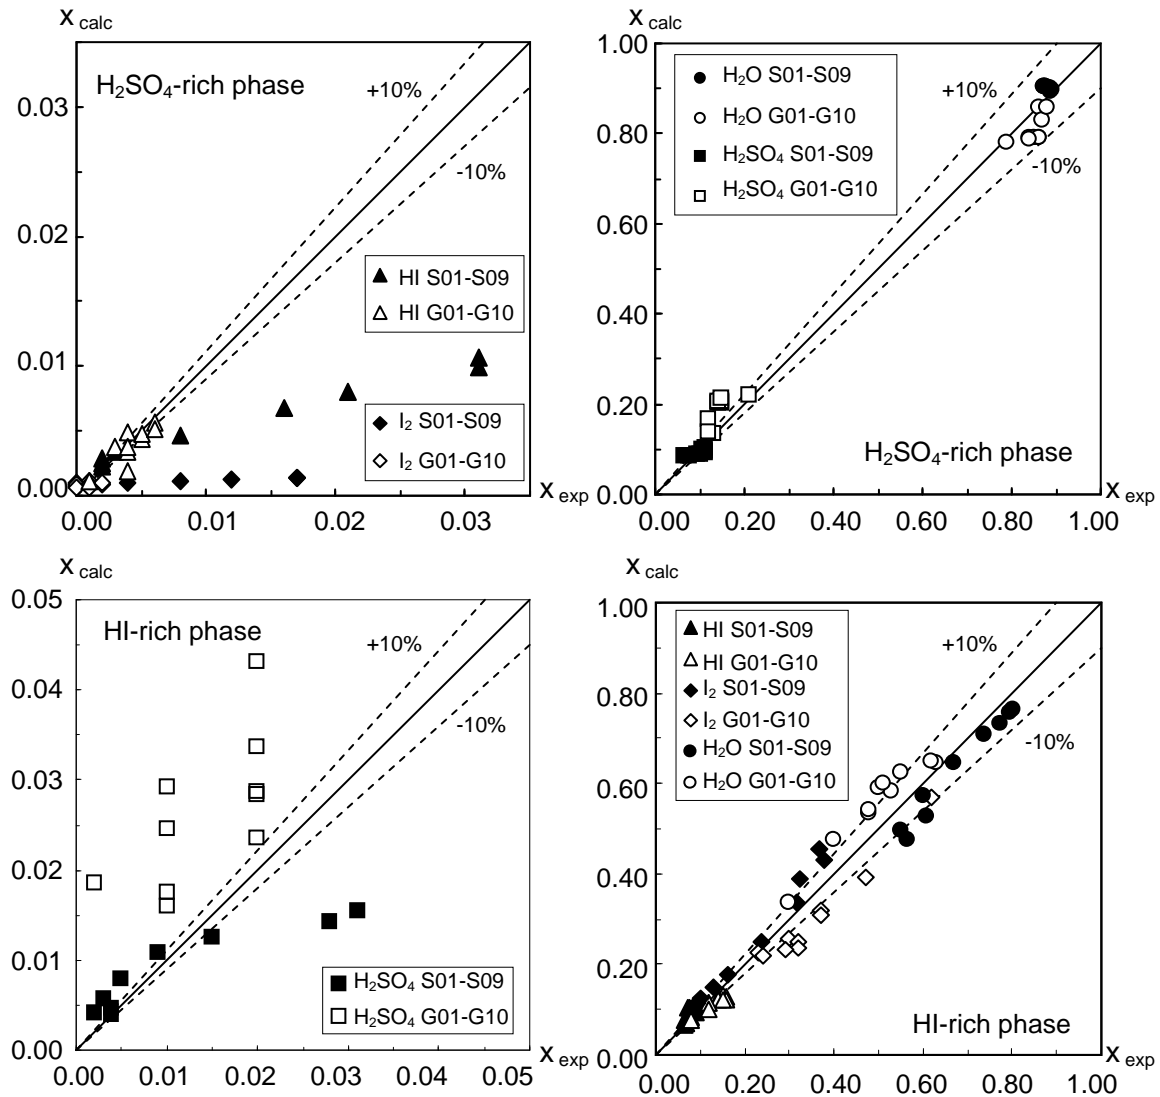 x calc
H₂SO₄-rich phase
+10%
-10%
HI S01-S09
HI G01-G10
I₂ S01-S09
I₂ G01-G10
0.03
0.02
0.01
0.00
0.00 0.01 0.02 0.03
x exp
x calc
1.00
0.80
0.60
0.40
0.20
0.00
H₂O S01-S09
H₂O G01-G10
H₂SO₄ S01-S09
H₂SO₄ G01-G10
+10%
-10%
H₂SO₄-rich phase
x exp
0.00 0.20 0.40 0.60 0.80 1.00
x calc
0.05
0.04
0.03
0.02
0.01
0.00
HI-rich phase
+10%
-10%
H₂SO₄ S01-S09
H₂SO₄ G01-G10
x exp
0.00 0.01 0.02 0.03 0.04 0.05
x calc
1.00
0.80
0.60
0.40
0.20
0.00
HI S01-S09
HI G01-G10
I₂ S01-S09
I₂ G01-G10
H₂O S01-S09
H₂O G01-G10
+10%
-10%
HI-rich phase
x exp
0.00 0.20 0.40 0.60 0.80 1.00